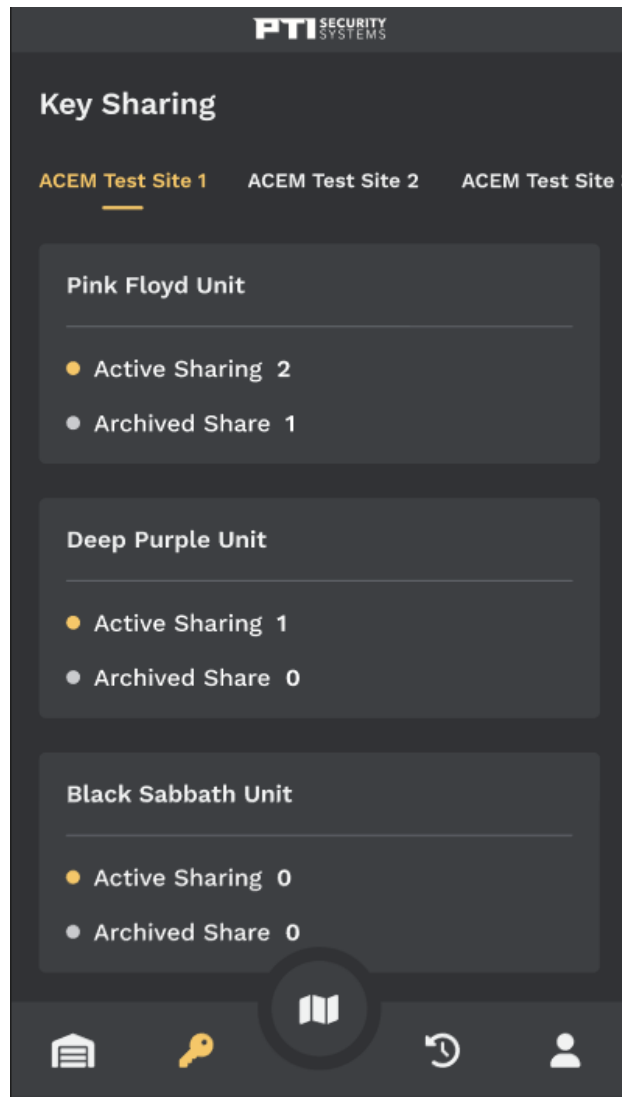 PTI SECURITY SYSTEMS
Key Sharing
ACEM Test Site 1 ACEM Test Site 2 ACEM Test Site
Pink Floyd Unit
Active Sharing 2
Archived Share 1
Deep Purple Unit
Active Sharing 1
Archived Share 0
Black Sabbath Unit
Active Sharing 0
Archived Share 0